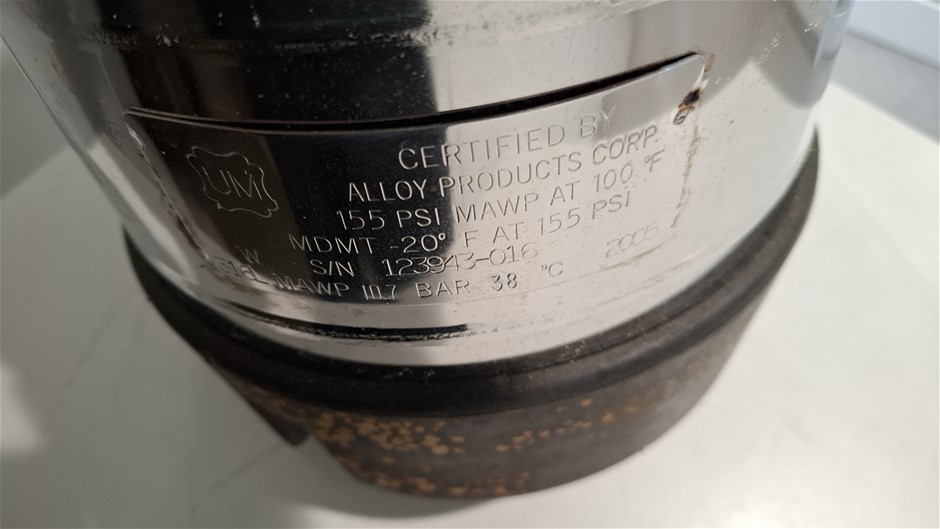 UM
CERTIFIED BY
ALLOY PRODUCTS CORP.
155 PSI MAWP AT 100 °F
MDMT -20° F AT 155 PSI
W S/N 123943-016 2005
316L MAWP 10.7 BAR 38 °C